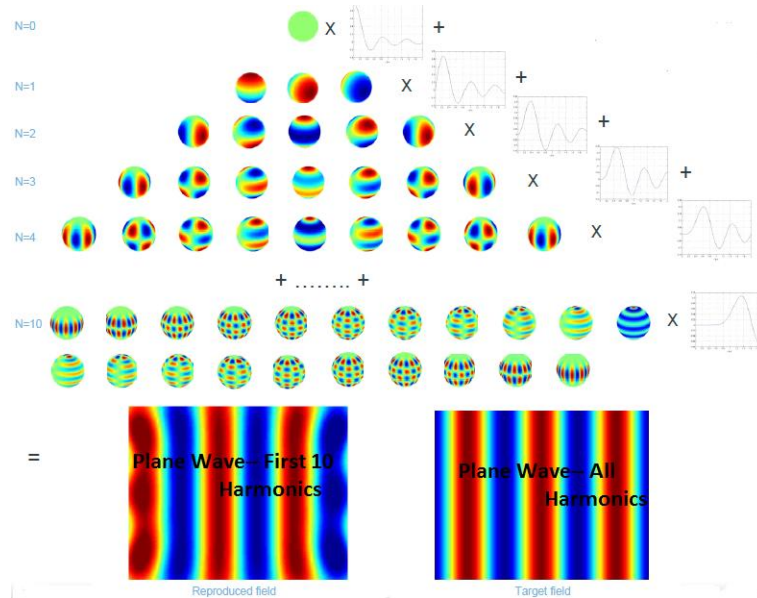 N=0
X
+
N=1
X
+
N=2
X
+
N=3
X
+
N=4
X
+ ........ +
N=10
X
=
Plane Wave– First 10
Harmonics
Plane Wave– All
Harmonics
Reproduced field
Target field